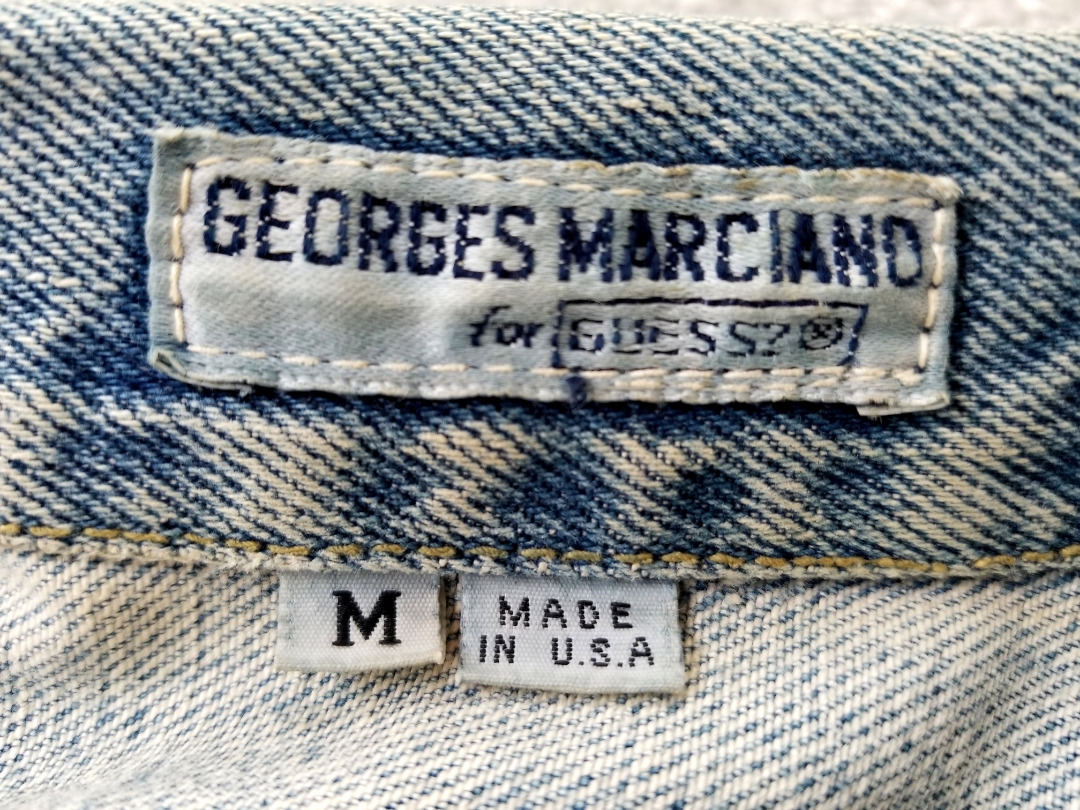 GEORGES MARCIANO
for GUESS?®
M
MADE
IN U.S.A